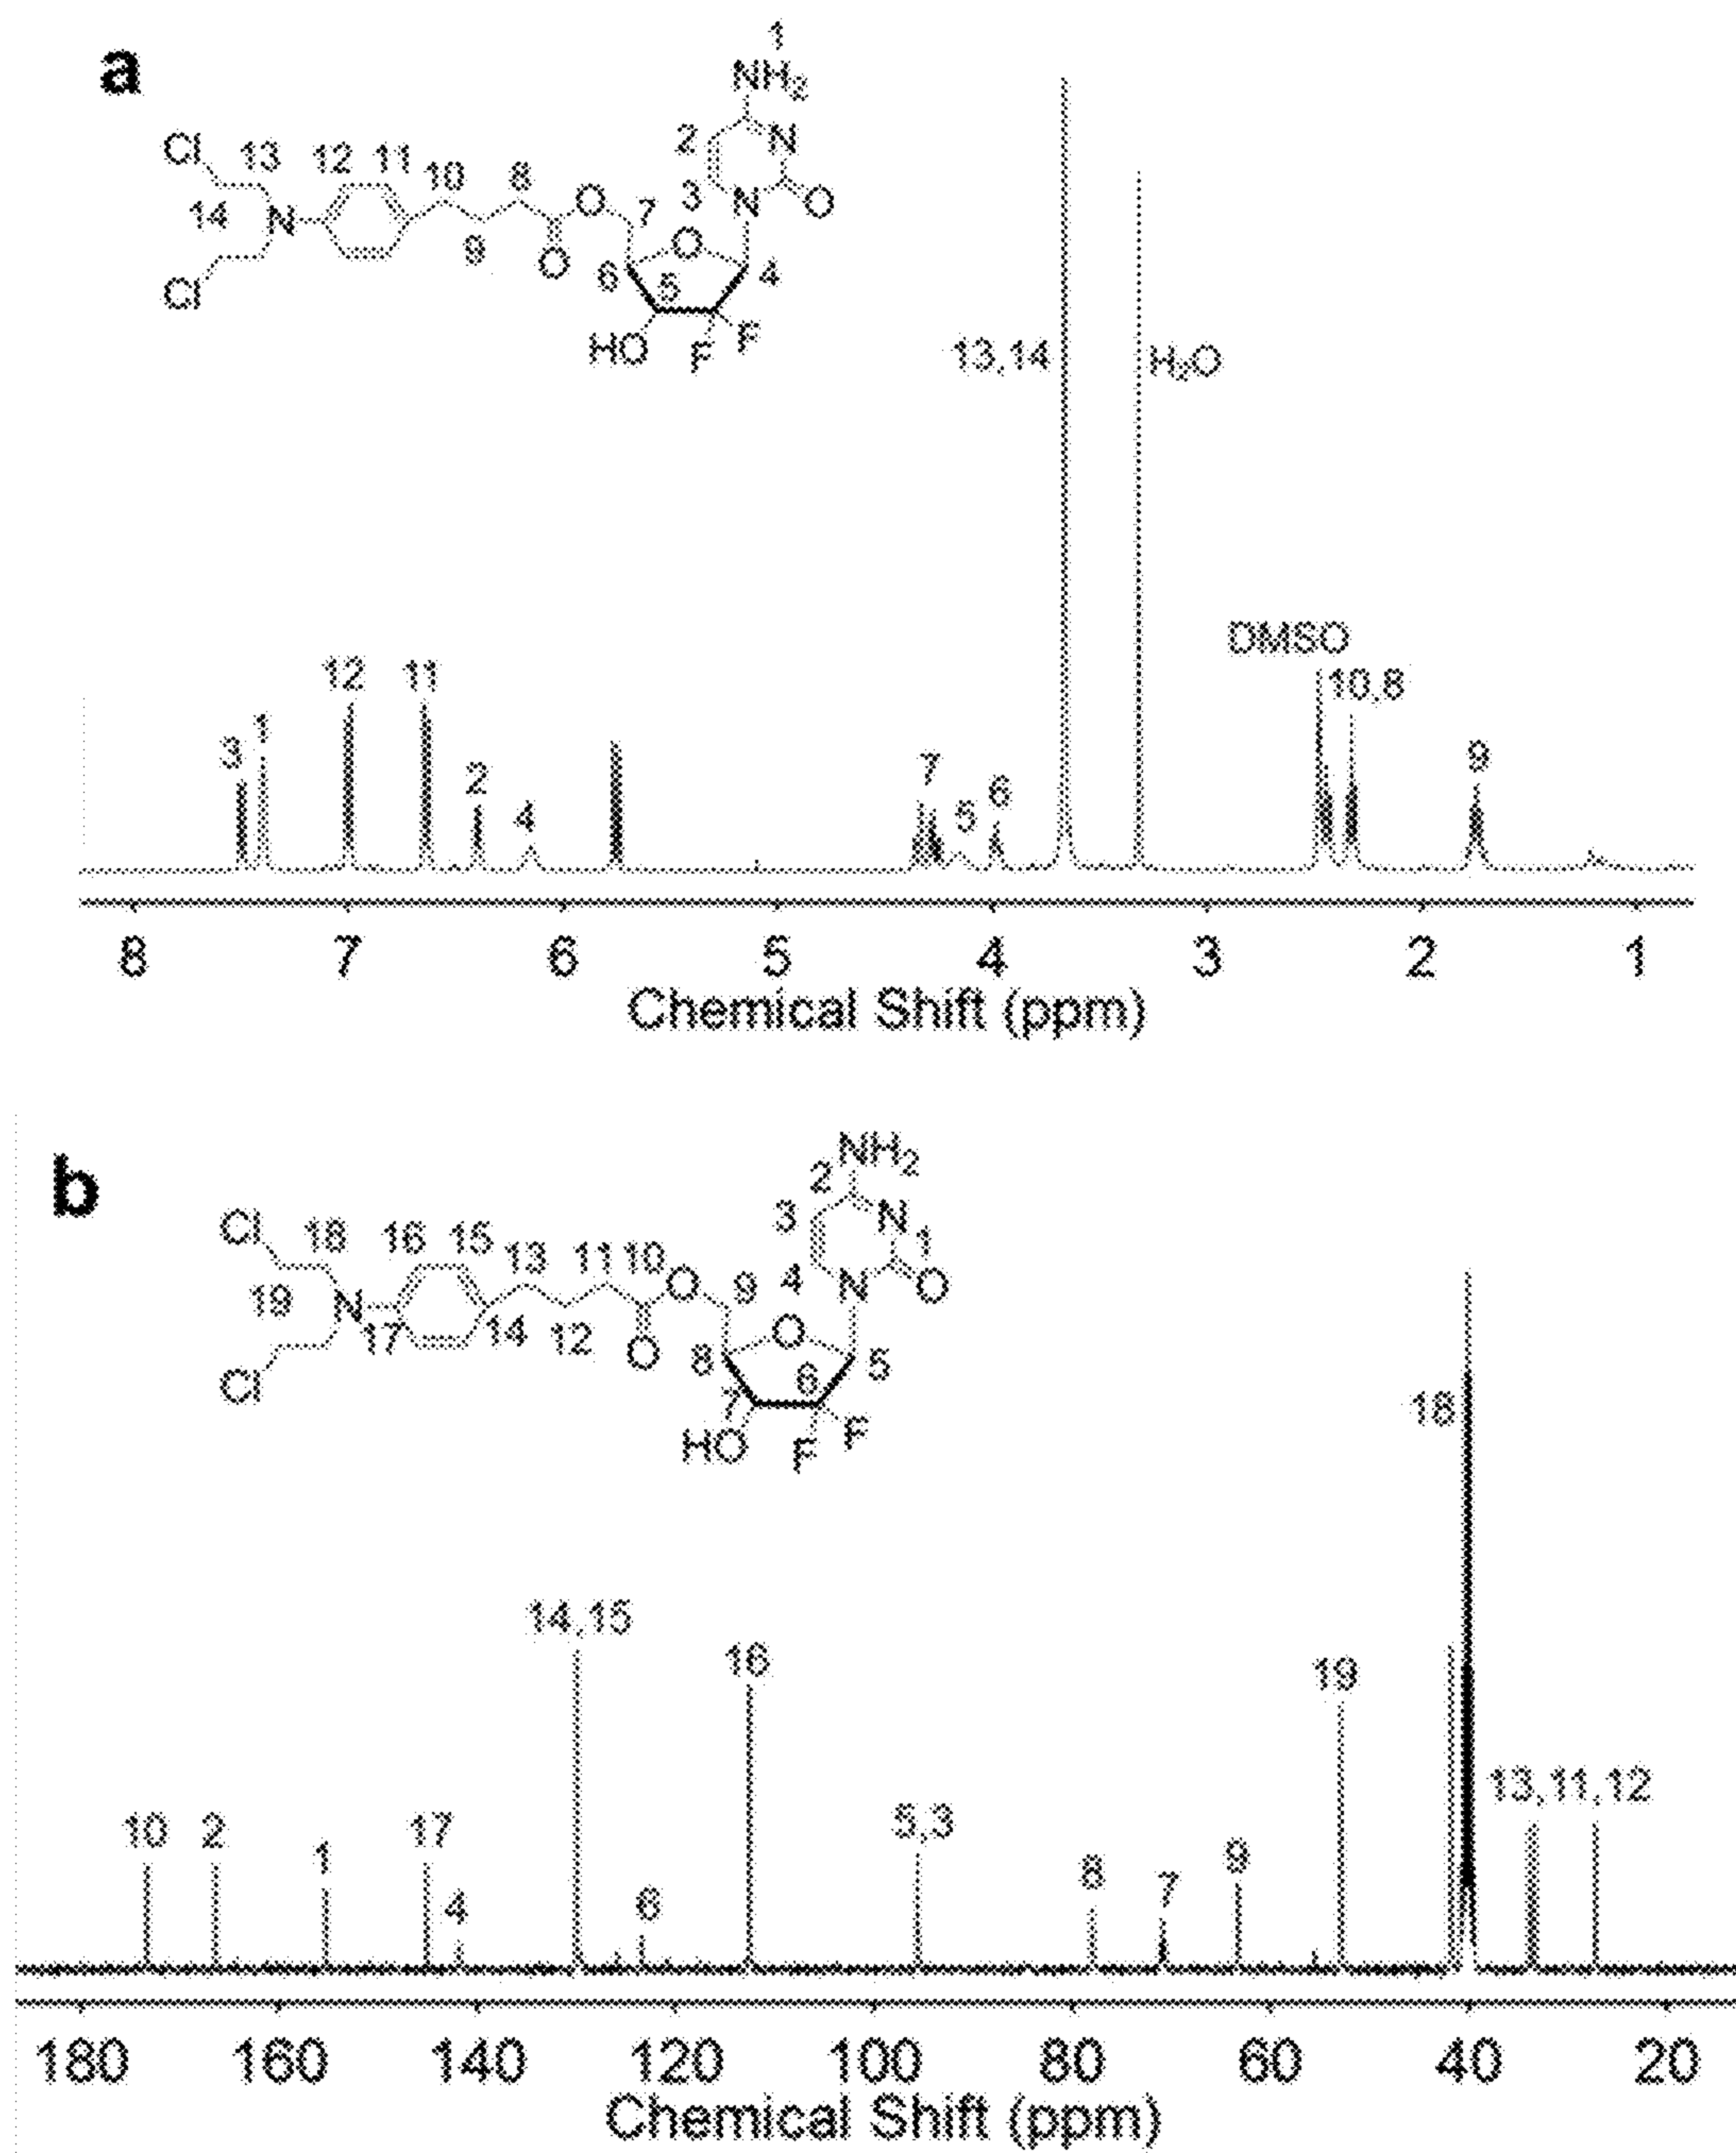 a
1
NH2
Cl 13 12 11 10 8 O 7 2 N
3 N O
14 N 9 O 6 O 5 4
Cl
HO F F
13,14
H2O
DMSO
10,8
12 11
3 1 2 4 7 5 6 9
8 7 6 5 4 3 2 1
Chemical Shift (ppm)
b
NH2
2
3 N
1
Cl 18 16 15 13 11 10 O 9 4 N O
19 N 17 14 12 O 8 O 5
Cl
7 6
HO F F
18
14,15
16
19
13,11,12
10 2 1 17 4 6 5,3 8 7 9
180 160 140 120 100 80 60 40 20
Chemical Shift (ppm)